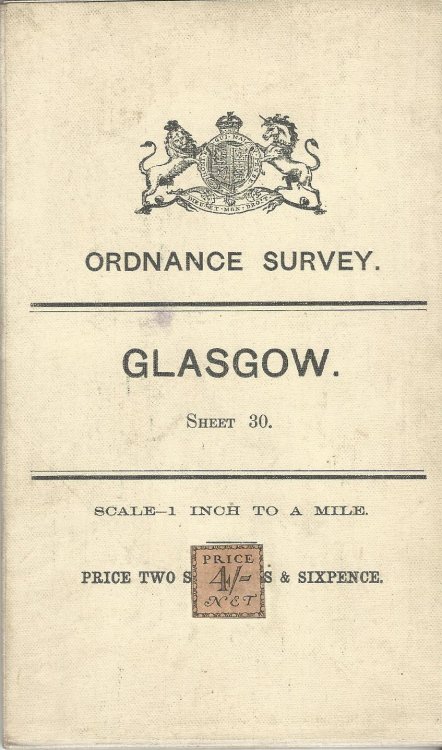 ORDNANCE SURVEY.
GLASGOW.
SHEET 30.
SCALE—1 INCH TO A MILE.
PRICE TWO S S & SIXPENCE.
PRICE
4/-
NET